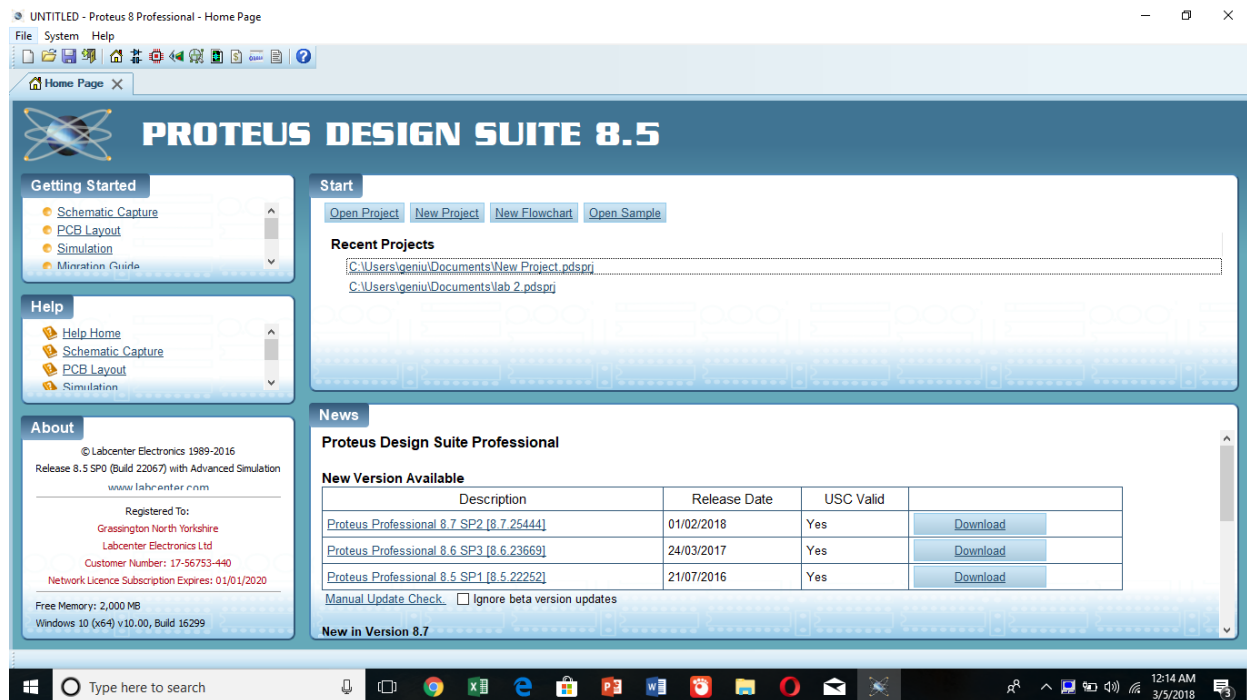 UNTITLED - Proteus 8 Professional - Home Page
File System Help
Home Page
PROTEUS DESIGN SUITE 8.5
Getting Started
Schematic Capture
PCB Layout
Simulation
Migration Guide
Help
Help Home
Schematic Capture
PCB Layout
Simulation
About
© Labcenter Electronics 1989-2016
Release 8.5 SP0 (Build 22067) with Advanced Simulation
www.labcenter.com
Registered To:
Grassington North Yorkshire
Labcenter Electronics Ltd
Customer Number: 17-56753-440
Network Licence Subscription Expires: 01/01/2020
Free Memory: 2,000 MB
Windows 10 (x64) v10.00, Build 16299
Start
Open Project New Project New Flowchart Open Sample
Recent Projects
C:\Users\geniu\Documents\New Project.pdsprj
C:\Users\geniu\Documents\lab 2.pdsprj
News
Proteus Design Suite Professional
New Version Available
Description Release Date USC Valid
Proteus Professional 8.7 SP2 [8.7.25444] 01/02/2018 Yes Download
Proteus Professional 8.6 SP3 [8.6.23669] 24/03/2017 Yes Download
Proteus Professional 8.5 SP1 [8.5.22252] 21/07/2016 Yes Download
Manual Update Check. Ignore beta version updates
New in Version 8.7
Type here to search
12:14 AM
3/5/2018
3